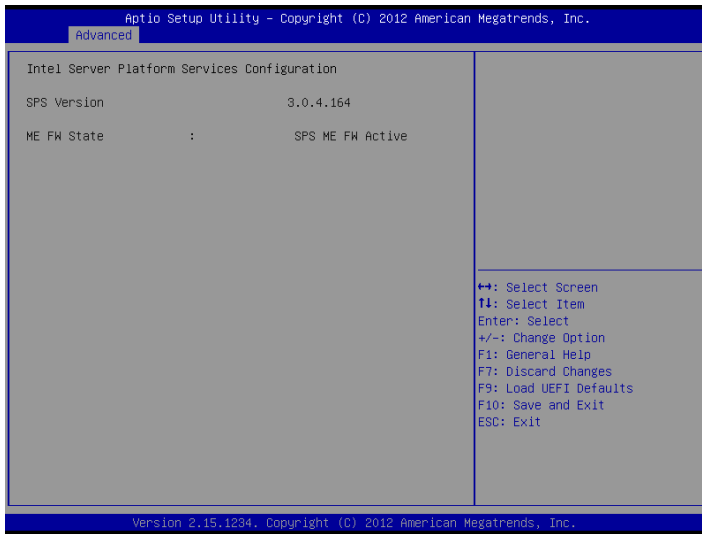 Aptio Setup Utility – Copyright (C) 2012 American Megatrends, Inc.
Advanced
Intel Server Platform Services Configuration
SPS Version 3.0.4.164
ME FW State : SPS ME FW Active
↔: Select Screen
↑↓: Select Item
Enter: Select
+/-: Change Option
F1: General Help
F7: Discard Changes
F9: Load UEFI Defaults
F10: Save and Exit
ESC: Exit
Version 2.15.1234. Copyright (C) 2012 American Megatrends, Inc.